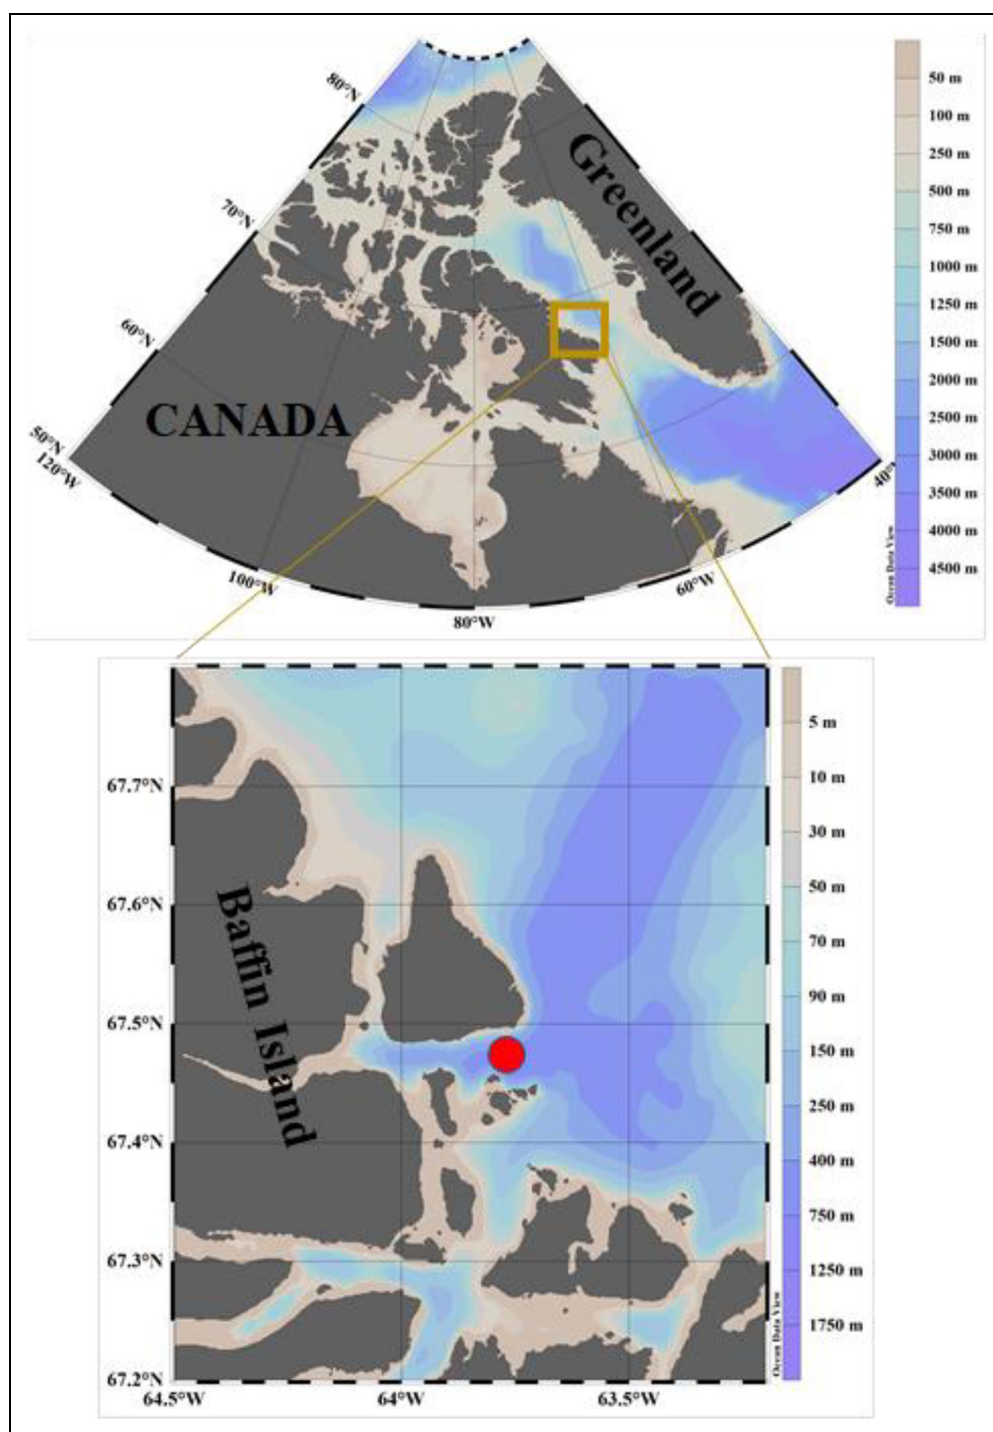 80°N
70°N
60°N
50°N
120°W
100°W
80°W
60°W
40°
CANADA
Greenland
50 m
100 m
250 m
500 m
750 m
1000 m
1250 m
1500 m
2000 m
2500 m
3000 m
3500 m
4000 m
4500 m
Ocean Data View
67.7°N
67.6°N
67.5°N
67.4°N
67.3°N
67.2°N
64.5°W
64°W
63.5°W
Baffin Island
5 m
10 m
30 m
50 m
70 m
90 m
150 m
250 m
400 m
750 m
1250 m
1750 m
Ocean Data View